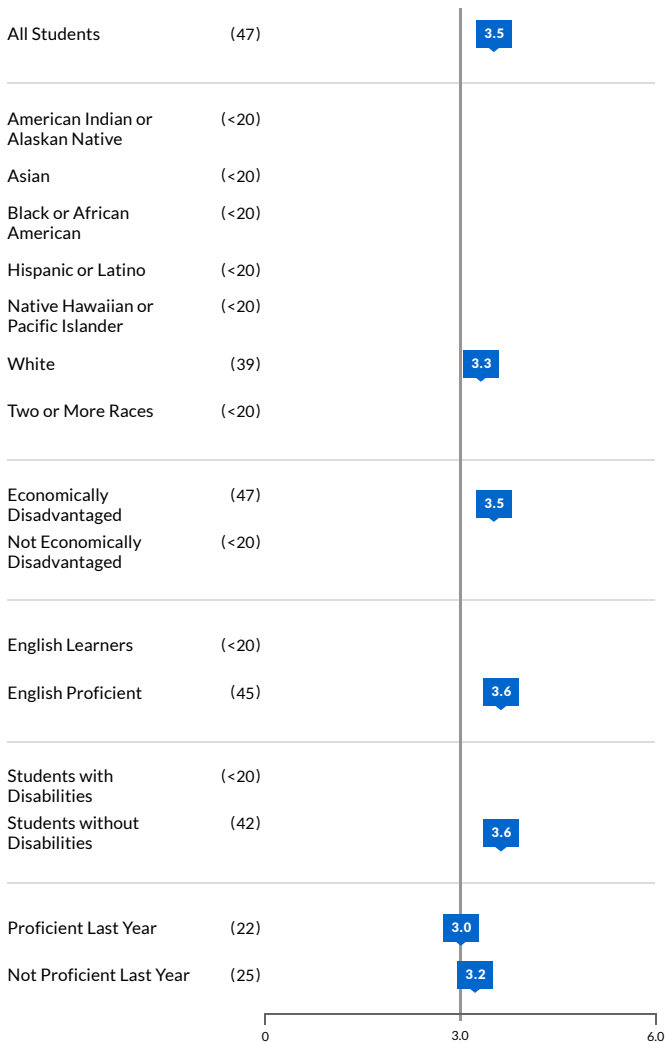 All Students (47) 3.5
American Indian or (<20)
Alaskan Native
Asian (<20)
Black or African (<20)
American
Hispanic or Latino (<20)
Native Hawaiian or (<20)
Pacific Islander
White (39) 3.3
Two or More Races (<20)
Economically (47) 3.5
Disadvantaged
Not Economically (<20)
Disadvantaged
English Learners (<20)
English Proficient (45) 3.6
Students with (<20)
Disabilities
Students without (42) 3.6
Disabilities
Proficient Last Year (22) 3.0
Not Proficient Last Year (25) 3.2
0 3.0 6.0